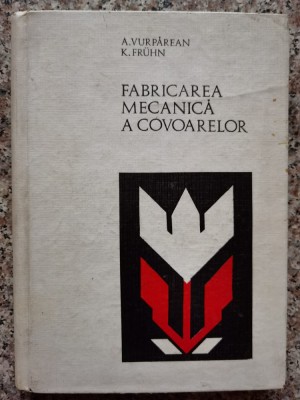 A. VURPĂREAN
K. FRÜHN
FABRICAREA
MECANICĂ
A COVOARELOR